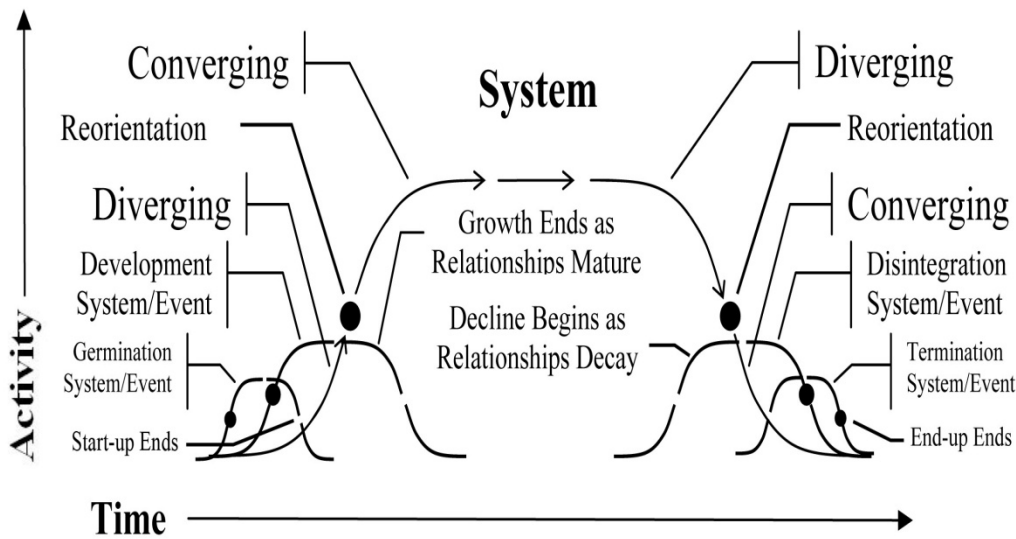 Converging
System
Diverging
Reorientation
Reorientation
Diverging
Converging
Growth Ends as
Relationships Mature
Development
System/Event
Disintegration
System/Event
Decline Begins as
Relationships Decay
Germination
System/Event
Termination
System/Event
Start-up Ends
End-up Ends
Activity
Time